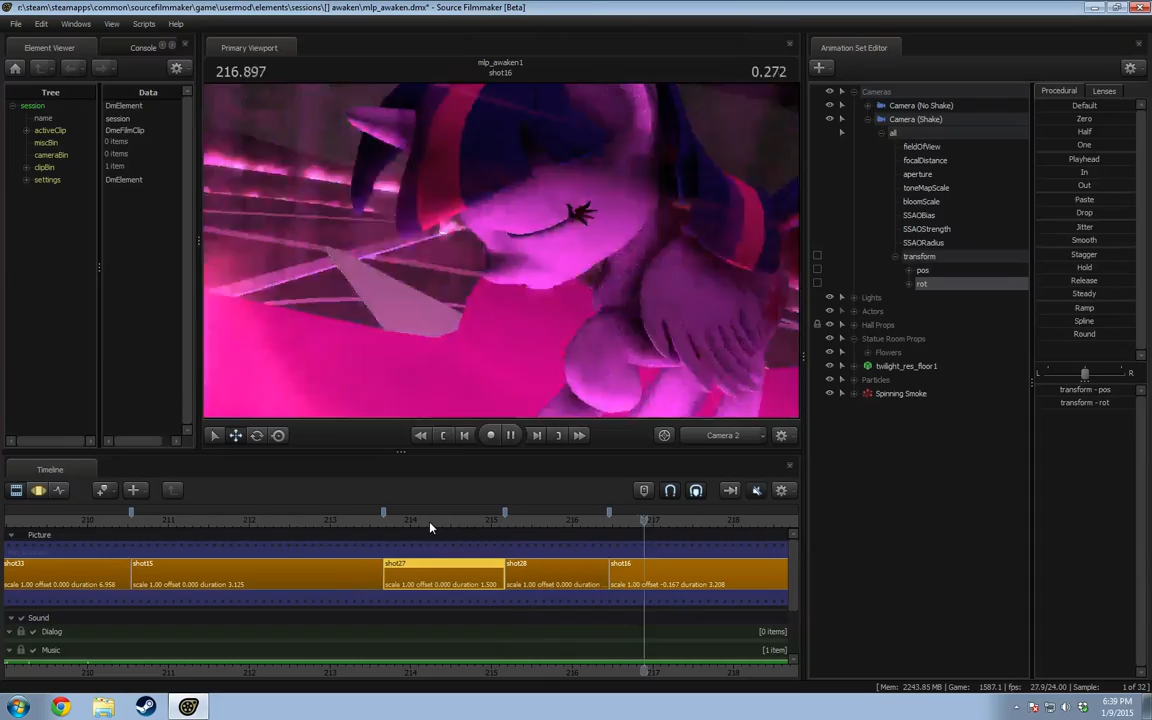 r:\steam\steamapps\common\sourcefilmmaker\game\usermod\elements\sessions\[] awaken\mlp_awaken.dmx* - Source Filmmaker [Beta]
File Edit Windows View Scripts Help
Element Viewer Console
Tree Data
session DmElement
name session
activeClip DmeFilmClip
miscBin 0 items
cameraBin 0 items
clipBin 1 item
settings DmElement
Primary Viewport
216.897 mlp_awaken1 0.272
shot16
Camera 2
Animation Set Editor
Cameras
Camera (No Shake)
Camera (Shake)
all
fieldOfView
focalDistance
aperture
toneMapScale
bloomScale
SSAOBias
SSAOStrength
SSAORadius
transform
pos
rot
Lights
Actors
Hall Props
Statue Room Props
Flowers
twilight_res_floor1
Particles
Spinning Smoke
Procedural Lenses
Default
Zero
Half
One
Playhead
In
Out
Paste
Drop
Jitter
Smooth
Stagger
Hold
Release
Steady
Ramp
Spline
Round
L R
transform - pos
transform - rot
Timeline
210 211 212 213 214 215 216 217 218
Picture
shot33 shot15 shot27 shot28 shot16
scale 1.00 offset 0.000 duration 6.958 scale 1.00 offset 0.000 duration 3.125 scale 1.00 offset 0.000 duration 1.500 scale 1.00 offset 0.000 duration ... scale 1.00 offset -0.167 duration 3.208
Sound
Dialog [0 items]
Music [1 item]
210 211 212 213 214 215 216 217 218
[Mem: 2243.85 MB| Game: 1587.1| fps: 27.9/24.00| Sample: 1 of 32]
6:39 PM
1/9/2015